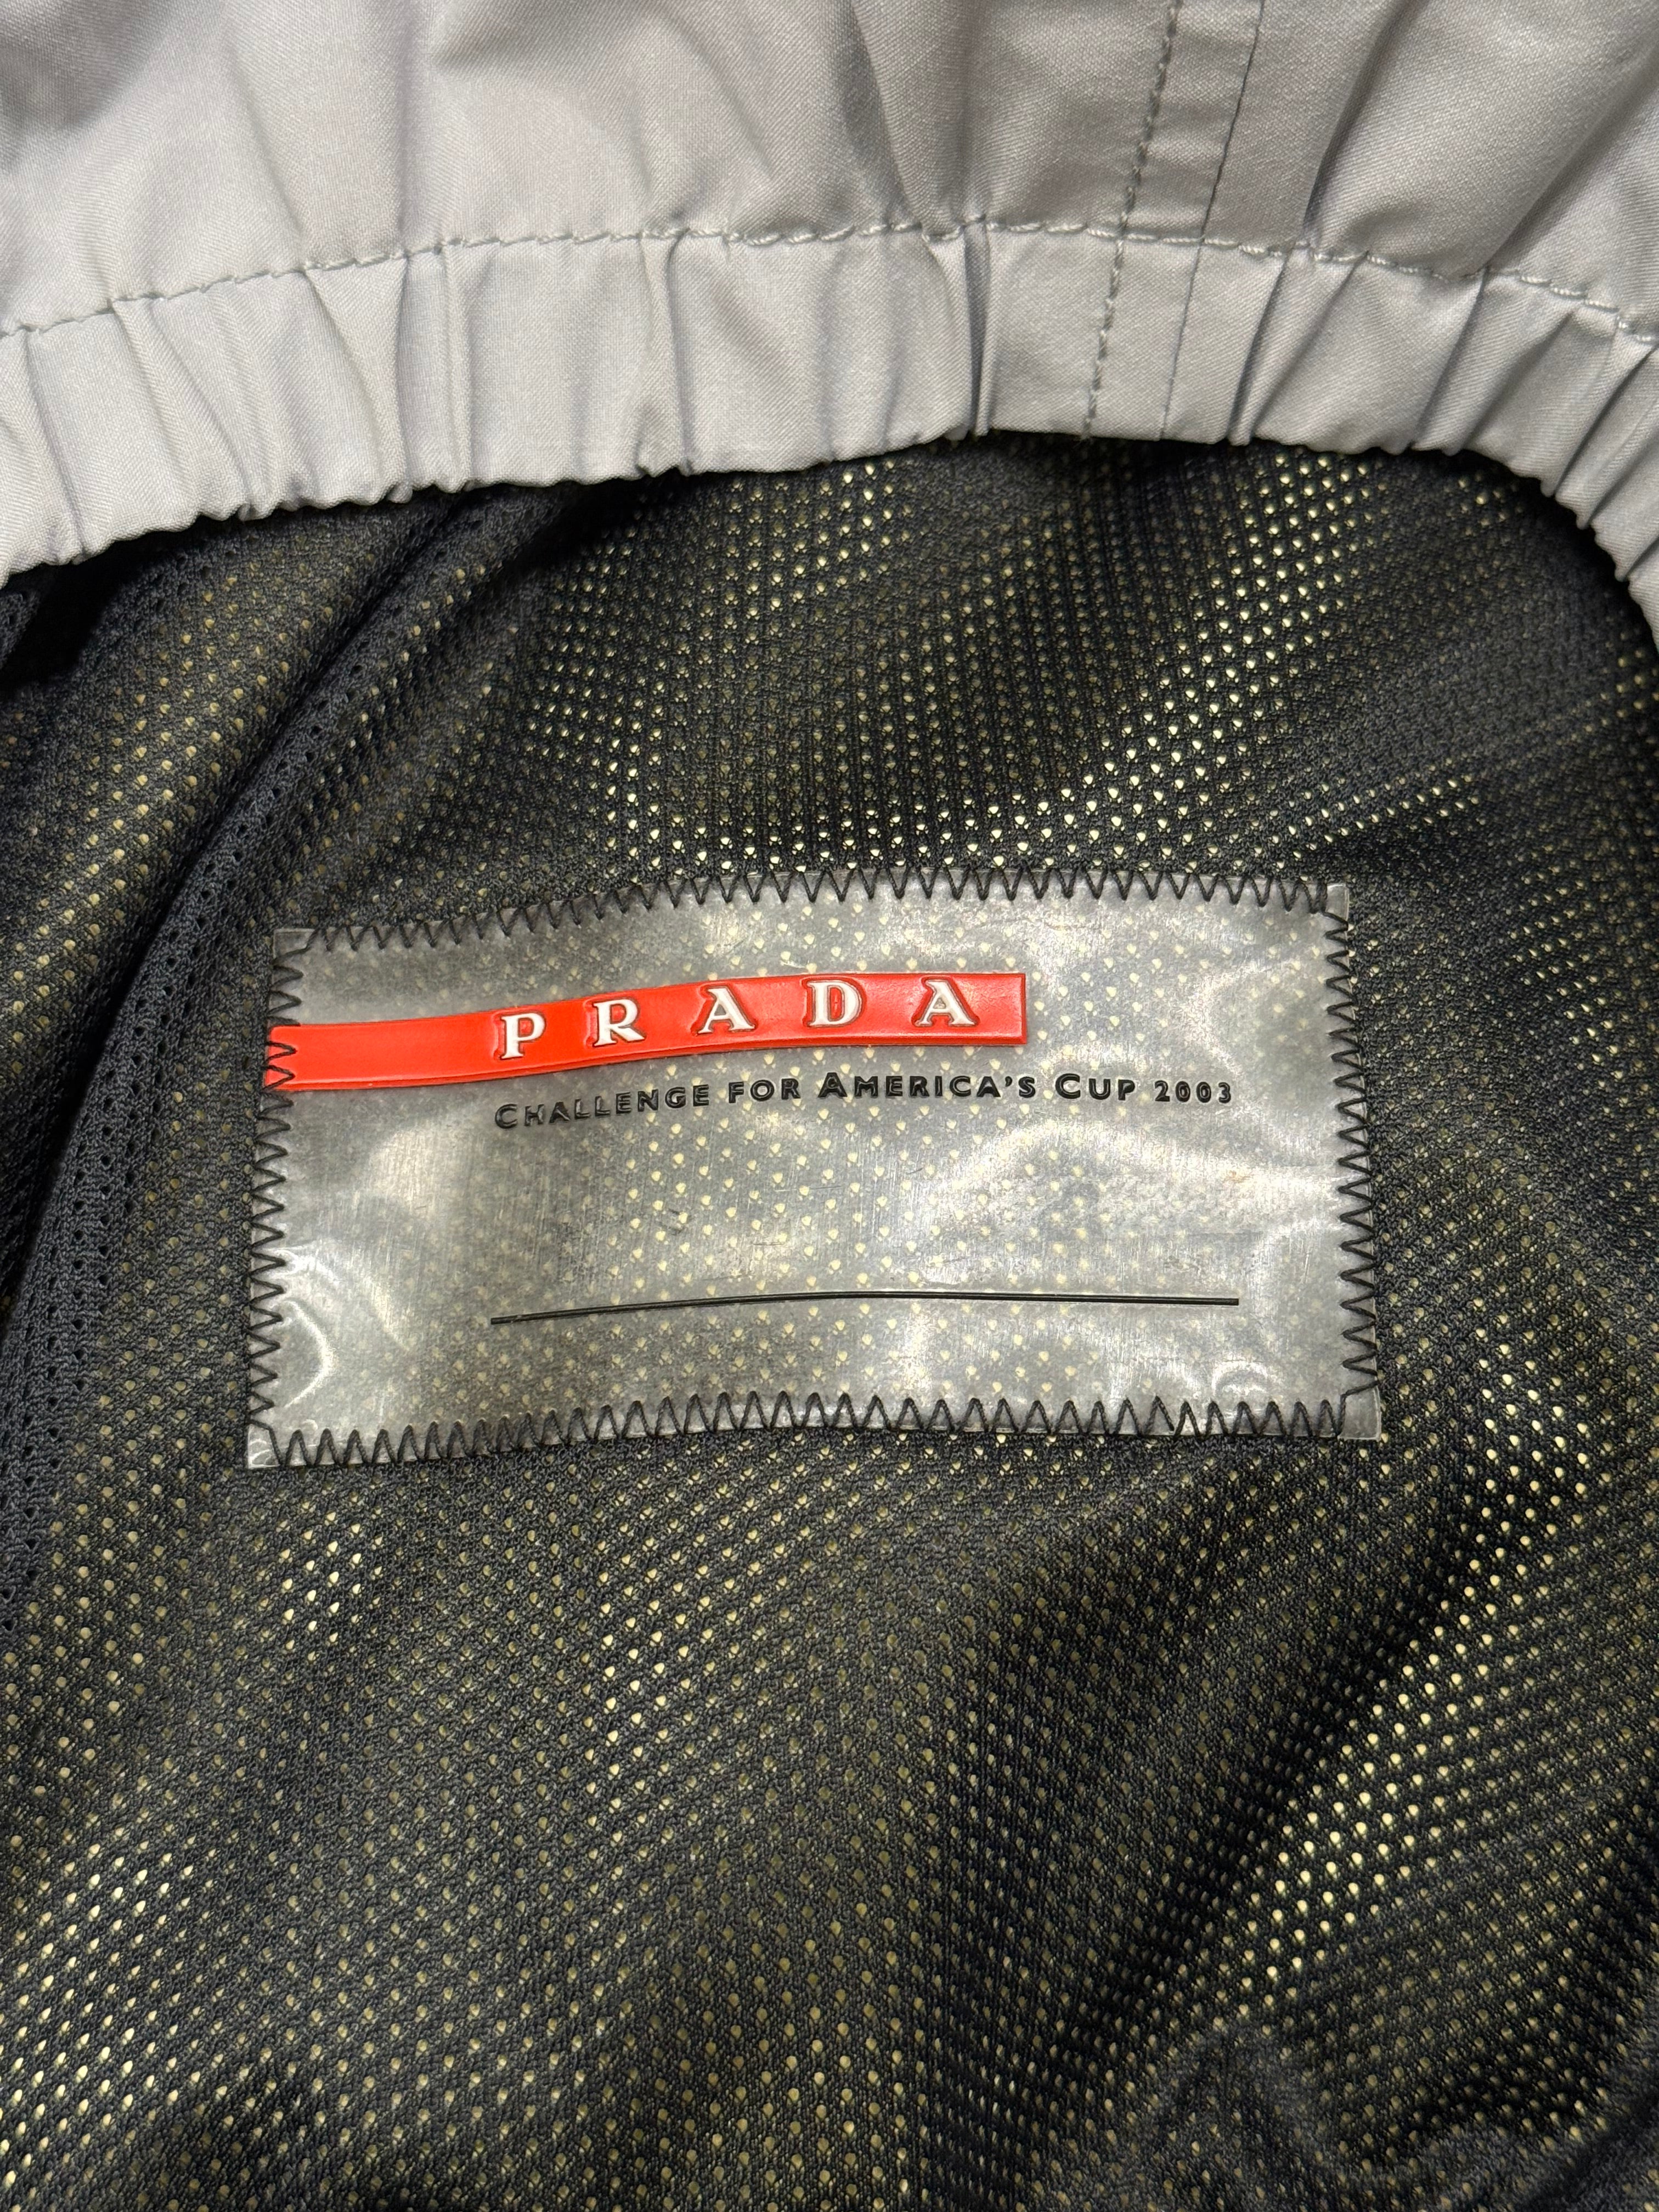 PRADA
CHALLENGE FOR AMERICA'S CUP 2003